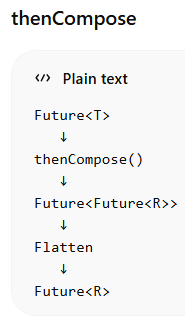 thenCompose
</> Plain text
Future<T>
↓
thenCompose()
↓
Future<Future<R>>
↓
Flatten
↓
Future<R>